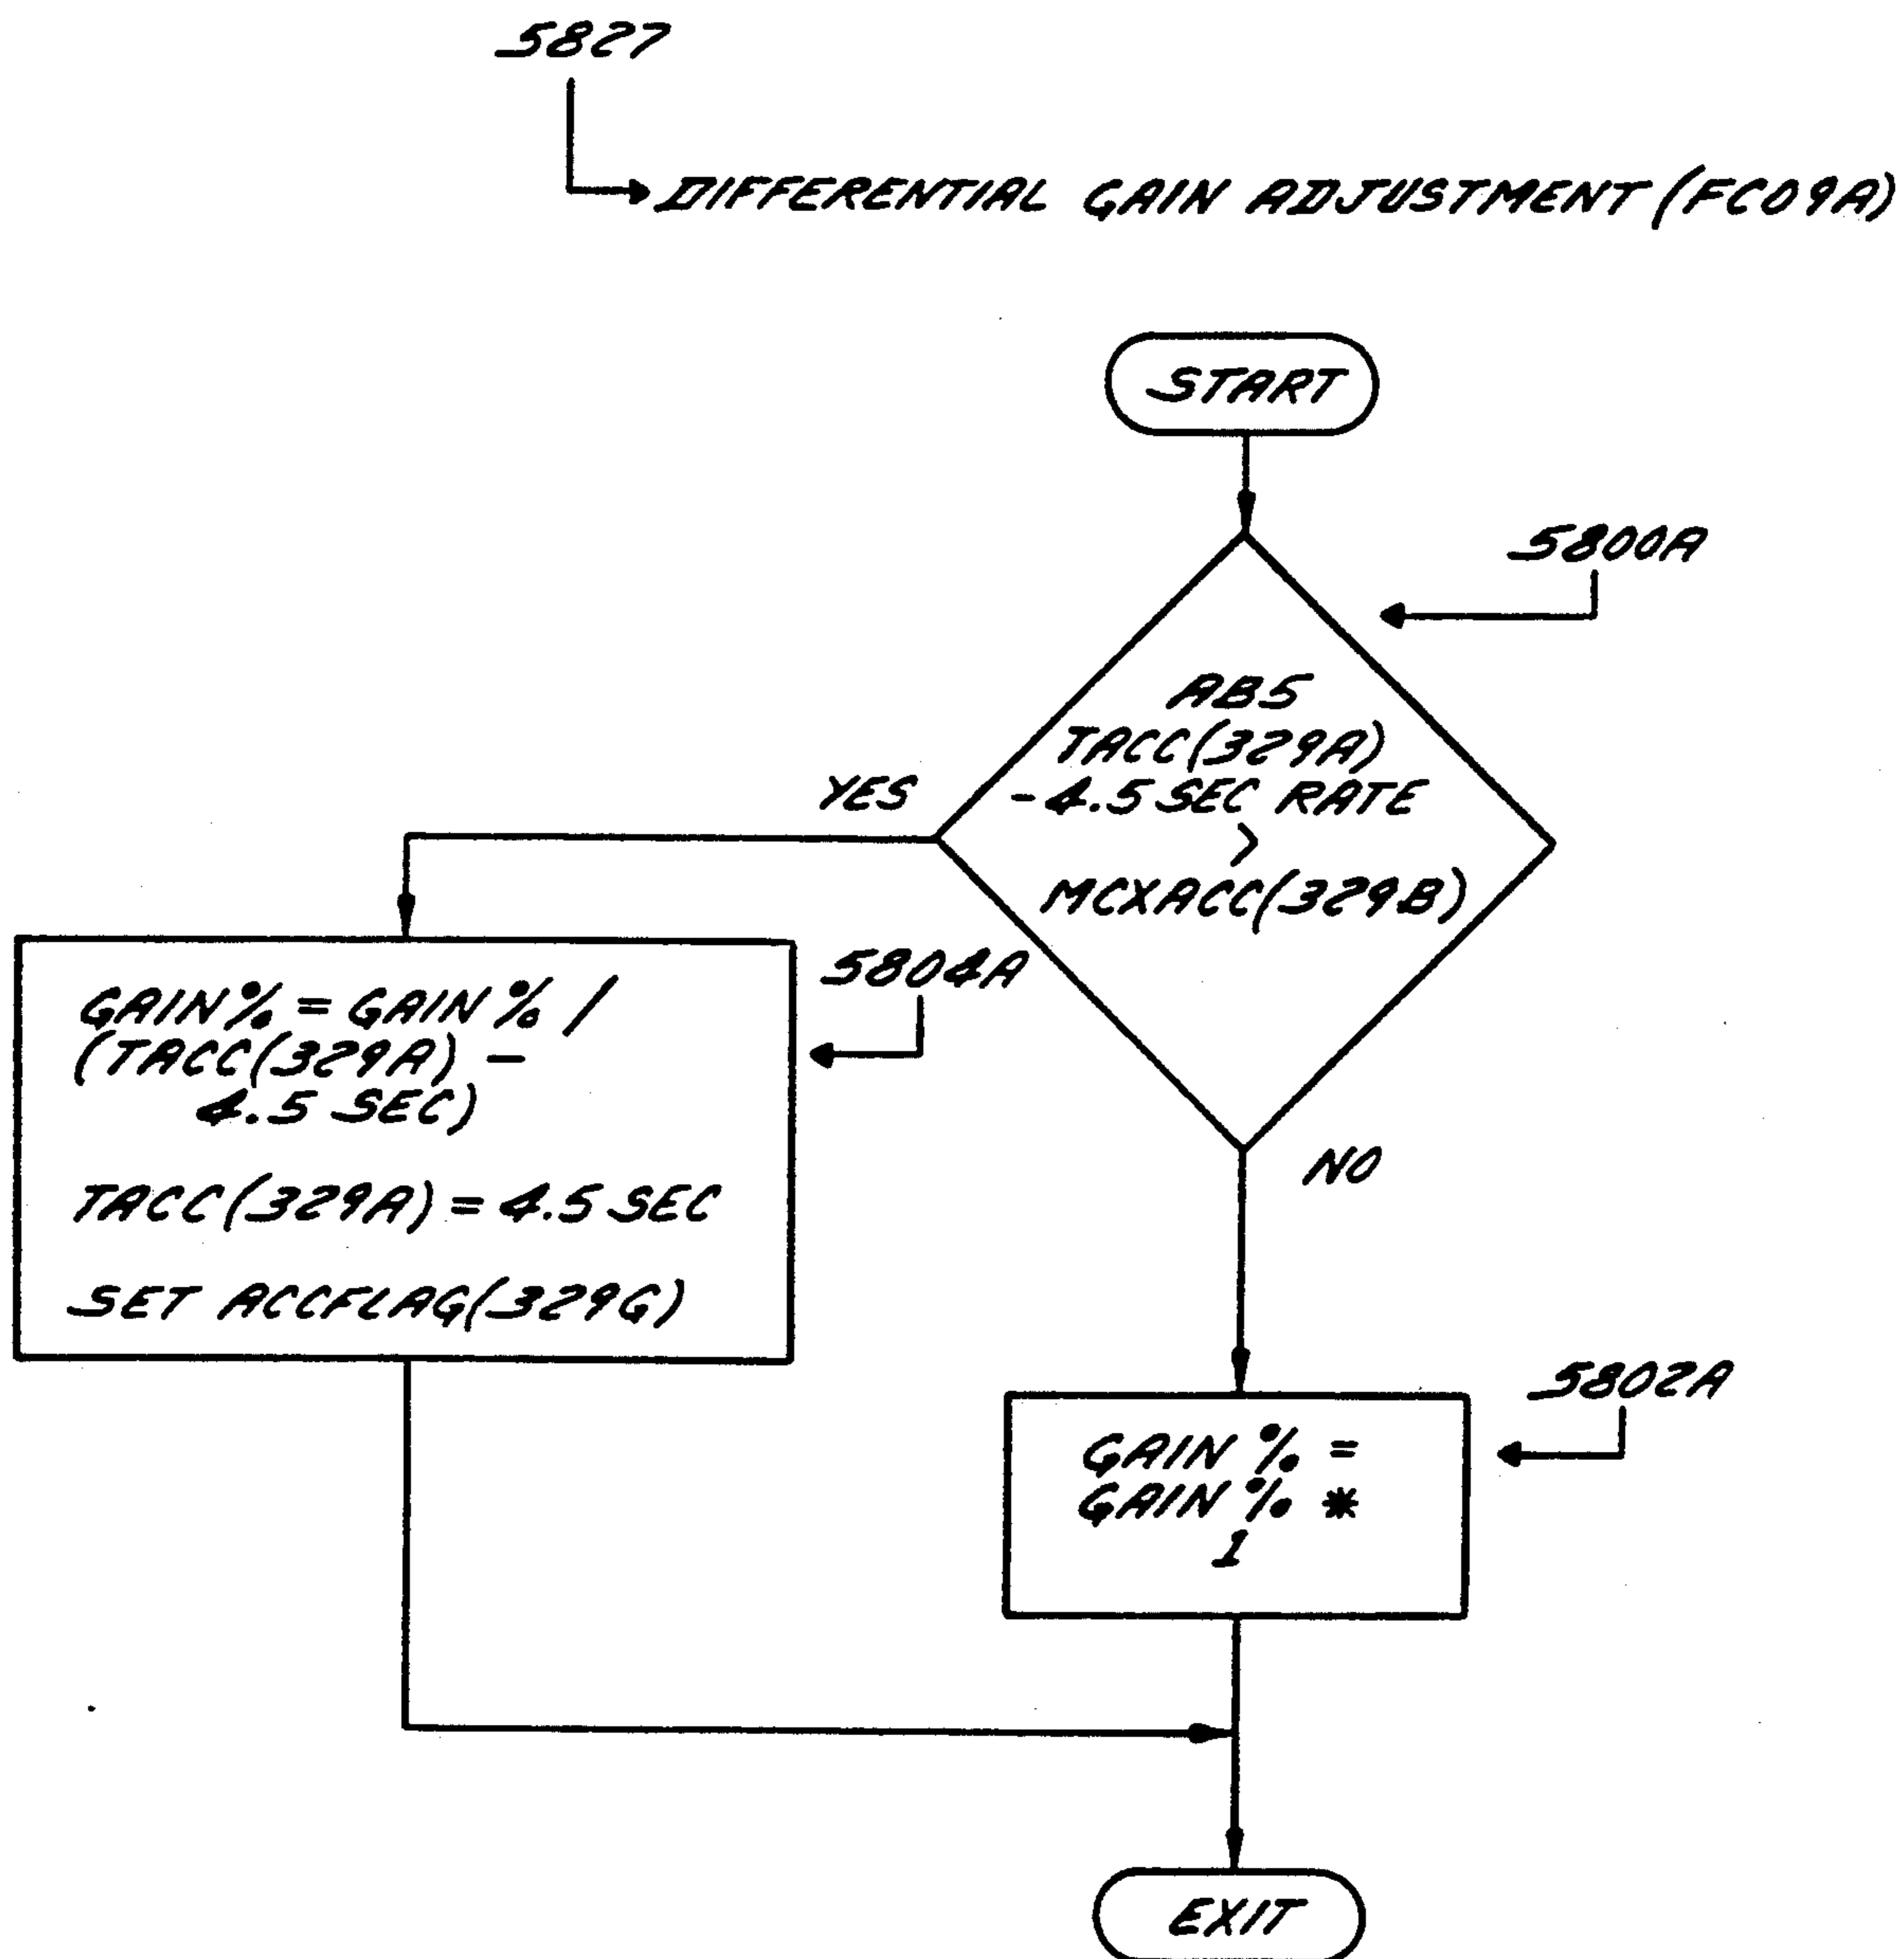 5827
DIFFERENTIAL GAIN ADJUSTMENT (FC09A)
START
5800A
ABS
TACC(329A)
-4.5 SEC RATE
>
MCXACC(329B)
YES
5804A
GAIN% = GAIN % /
(TACC(329A) -
4.5 SEC)
TACC(329A) = 4.5 SEC
SET ACCFLAG(329G)
NO
5802A
GAIN % =
GAIN % *
1
EXIT